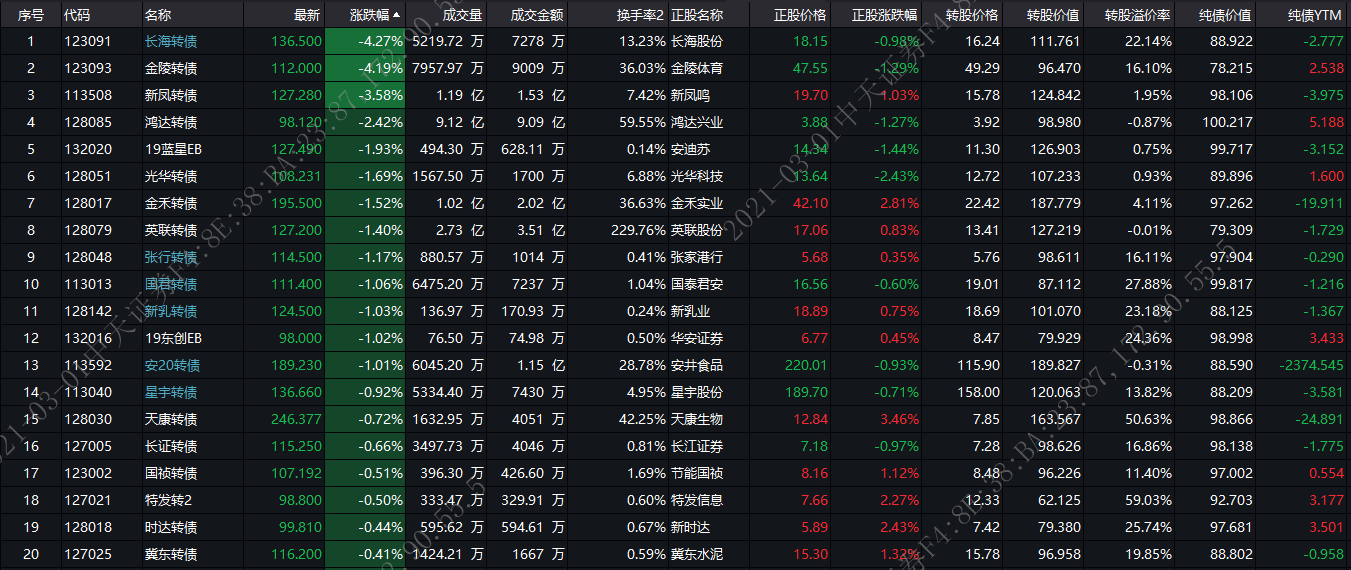 序号 代码 名称 最新 涨跌幅 成交量 成交金额 换手率2 正股名称 正股价格 正股涨跌幅 转股价格 转股价值 转股溢价率 纯债价值 纯债YTM
1 123091 长海转债 136.500 -4.27% 5219.72 万 7278 万 13.23% 长海股份 18.15 -0.98% 16.24 111.761 22.14% 88.922 -2.777
2 123093 金陵转债 112.000 -4.19% 7957.97 万 9009 万 36.03% 金陵体育 47.55 -1.29% 49.29 96.470 16.10% 78.215 2.538
3 113508 新凤转债 127.280 -3.58% 1.19 亿 1.53 亿 7.42% 新凤鸣 19.70 1.03% 15.78 124.842 1.95% 98.106 -3.975
4 128085 鸿达转债 98.120 -2.42% 9.12 亿 9.09 亿 59.55% 鸿达兴业 3.88 -1.27% 3.92 98.980 -0.87% 100.217 5.188
5 132020 19蓝星EB 127.490 -1.93% 494.30 万 628.11 万 0.14% 安迪苏 14.34 -1.44% 11.30 126.903 0.75% 99.717 -3.152
6 128051 光华转债 108.231 -1.69% 1567.50 万 1700 万 6.88% 光华科技 13.64 -2.43% 12.72 107.233 0.93% 89.896 1.600
7 128017 金禾转债 195.500 -1.52% 1.02 亿 2.02 亿 36.63% 金禾实业 42.10 2.81% 22.42 187.779 4.11% 97.262 -19.911
8 128079 英联转债 127.200 -1.40% 2.73 亿 3.51 亿 229.76% 英联股份 17.06 0.83% 13.41 127.219 -0.01% 79.309 -1.729
9 128048 张行转债 114.500 -1.17% 880.57 万 1014 万 0.41% 张家港行 5.68 0.35% 5.76 98.611 16.11% 97.904 -0.290
10 113013 国君转债 111.400 -1.06% 6475.20 万 7237 万 1.04% 国泰君安 16.56 -0.60% 19.01 87.112 27.88% 99.817 -1.216
11 128142 新乳转债 124.500 -1.03% 136.97 万 170.93 万 0.24% 新乳业 18.89 0.75% 18.69 101.070 23.18% 88.125 -1.367
12 132016 19东创EB 98.000 -1.02% 76.50 万 74.98 万 0.50% 华安证券 6.77 0.45% 8.47 79.929 24.36% 98.998 3.433
13 113592 安20转债 189.230 -1.01% 6045.20 万 1.15 亿 28.78% 安井食品 220.01 -0.93% 115.90 189.827 -0.31% 88.590 -2374.545
14 113040 星宇转债 136.660 -0.92% 5334.40 万 7430 万 4.95% 星宇股份 189.70 -0.71% 158.00 120.063 13.82% 88.209 -3.581
15 128030 天康转债 246.377 -0.72% 1632.95 万 4051 万 42.25% 天康生物 12.84 3.46% 7.85 163.567 50.63% 98.866 -24.891
16 127005 长证转债 115.250 -0.66% 3497.73 万 4046 万 0.81% 长江证券 7.18 -0.97% 7.28 98.626 16.86% 98.138 -1.775
17 123002 国祯转债 107.192 -0.51% 396.30 万 426.60 万 1.69% 节能国祯 8.16 1.12% 8.48 96.226 11.40% 97.002 0.554
18 127021 特发转2 98.800 -0.50% 333.47 万 329.91 万 0.60% 特发信息 7.66 2.27% 12.33 62.125 59.03% 92.703 3.177
19 128018 时达转债 99.810 -0.44% 595.62 万 594.61 万 0.60% 新时达 5.89 2.43% 7.42 79.380 25.74% 97.681 3.501
20 127025 冀东转债 116.200 -0.41% 1424.21 万 1667 万 0.59% 冀东水泥 15.30 1.32% 15.78 96.958 19.85% 88.802 -0.958